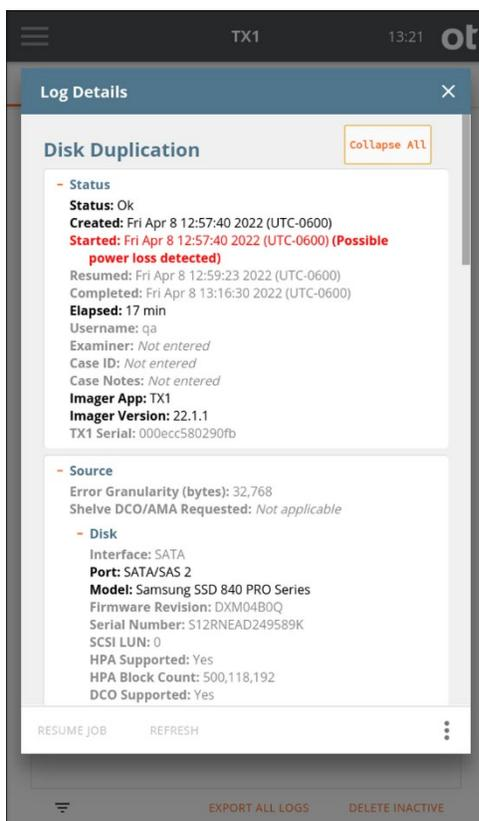 TX1
13:21
ot
Log Details
Disk Duplication
Collapse All
- Status
Status: Ok
Created: Fri Apr 8 12:57:40 2022 (UTC-0600)
Started: Fri Apr 8 12:57:40 2022 (UTC-0600) (Possible
power loss detected)
Resumed: Fri Apr 8 12:59:23 2022 (UTC-0600)
Completed: Fri Apr 8 13:16:30 2022 (UTC-0600)
Elapsed: 17 min
Username: qa
Examiner: Not entered
Case ID: Not entered
Case Notes: Not entered
Imager App: TX1
Imager Version: 22.1.1
TX1 Serial: 000ecc580290fb
- Source
Error Granularity (bytes): 32,768
Shelve DCO/AMA Requested: Not applicable
- Disk
Interface: SATA
Port: SATA/SAS 2
Model: Samsung SSD 840 PRO Series
Firmware Revision: DXM04B0Q
Serial Number: S12RNEAD249589K
SCSI LUN: 0
HPA Supported: Yes
HPA Block Count: 500,118,192
DCO Supported: Yes
RESUME JOB
REFRESH
EXPORT ALL LOGS
DELETE INACTIVE